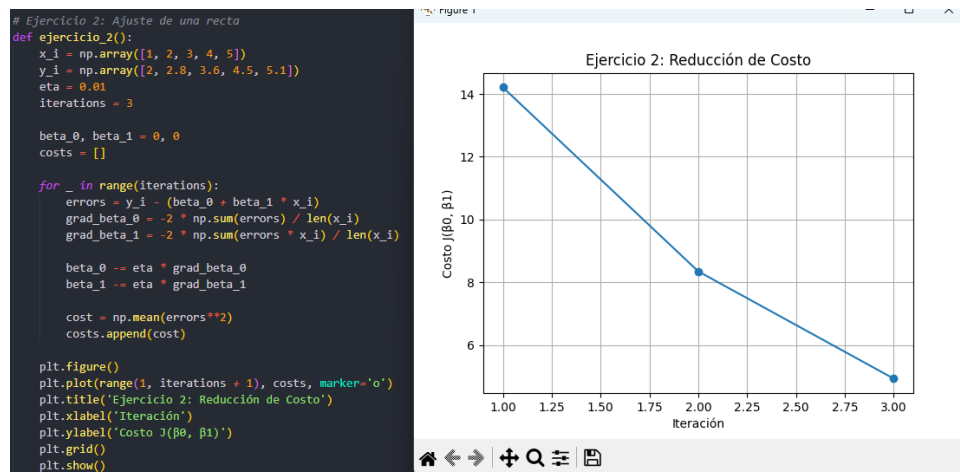 # Ejercicio 2: Ajuste de una recta
def ejercicio_2():
    x_i = np.array([1, 2, 3, 4, 5])
    y_i = np.array([2, 2.8, 3.6, 4.5, 5.1])
    eta = 0.01
    iterations = 3
    beta_0, beta_1 = 0, 0
    costs = []
    for _ in range(iterations):
        errors = y_i - (beta_0 + beta_1 * x_i)
        grad_beta_0 = -2 * np.sum(errors) / len(x_i)
        grad_beta_1 = -2 * np.sum(errors * x_i) / len(x_i)
        beta_0 -= eta * grad_beta_0
        beta_1 -= eta * grad_beta_1
        cost = np.mean(errors**2)
        costs.append(cost)
    plt.figure()
    plt.plot(range(1, iterations + 1), costs, marker='o')
    plt.title('Ejercicio 2: Reducción de Costo')
    plt.xlabel('Iteración')
    plt.ylabel('Costo J(β0, β1)')
    plt.grid()
    plt.show()
Figure 1
Ejercicio 2: Reducción de Costo
Costo J(β0, β1)
14
12
10
8
6
1.00 1.25 1.50 1.75 2.00 2.25 2.50 2.75 3.00
Iteración